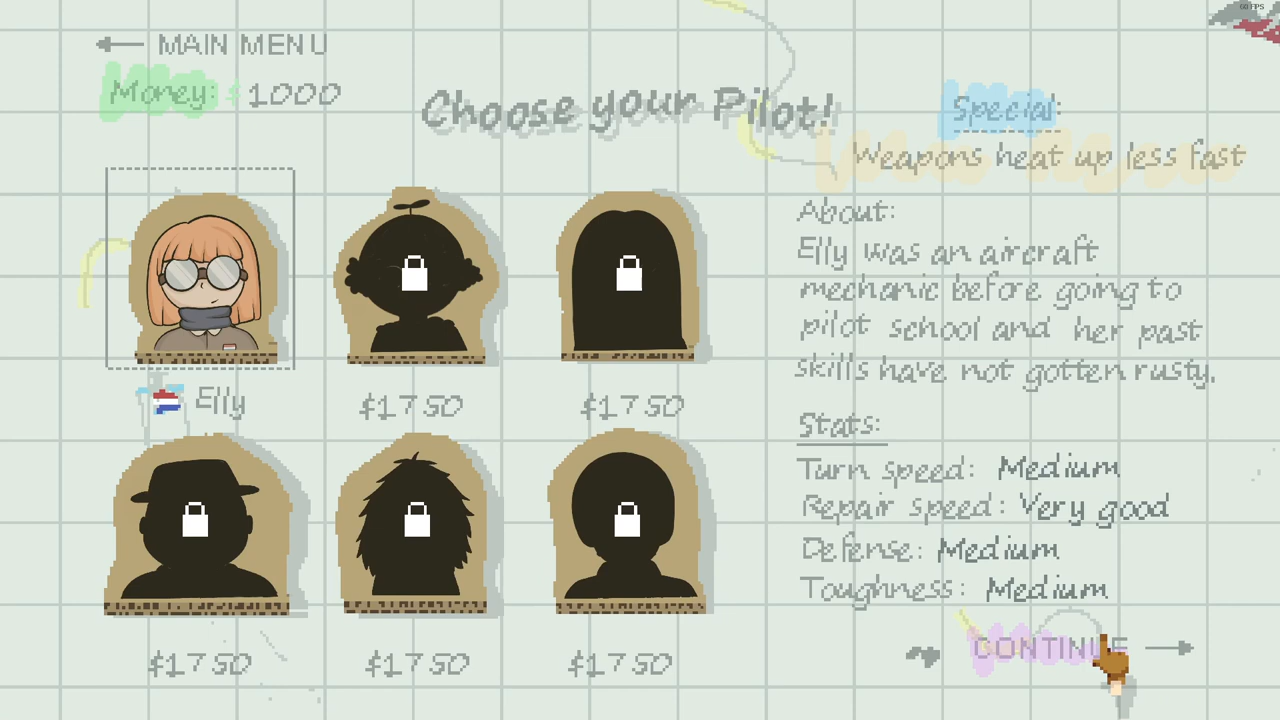 60 FPS
MAIN MENU
Money: $ 1000
Choose your Pilot!
Special:
Weapons heat up less fast
About:
Elly was an aircraft
mechanic before going to
pilot school and her past
skills have not gotten rusty.
Elly
$1750
$1750
Stats:
Turn speed: Medium
Repair speed: Very good
Defense: Medium
Toughness: Medium
$1750
$1750
$1750
CONTINUE